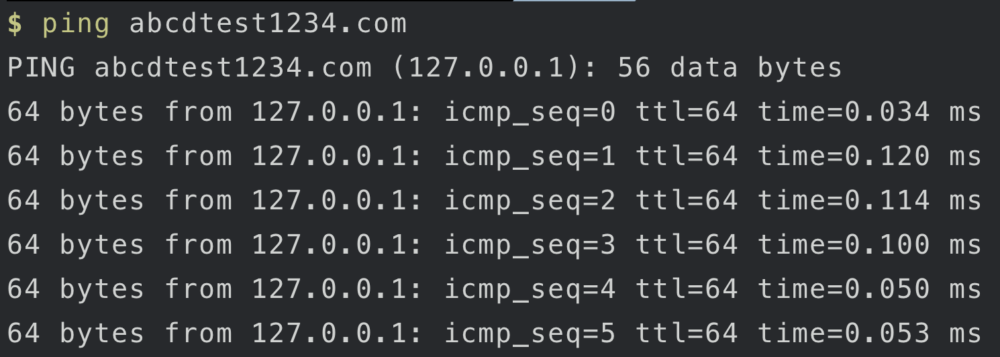 $ ping abcdtest1234.com
PING abcdtest1234.com (127.0.0.1): 56 data bytes
64 bytes from 127.0.0.1: icmp_seq=0 ttl=64 time=0.034 ms
64 bytes from 127.0.0.1: icmp_seq=1 ttl=64 time=0.120 ms
64 bytes from 127.0.0.1: icmp_seq=2 ttl=64 time=0.114 ms
64 bytes from 127.0.0.1: icmp_seq=3 ttl=64 time=0.100 ms
64 bytes from 127.0.0.1: icmp_seq=4 ttl=64 time=0.050 ms
64 bytes from 127.0.0.1: icmp_seq=5 ttl=64 time=0.053 ms